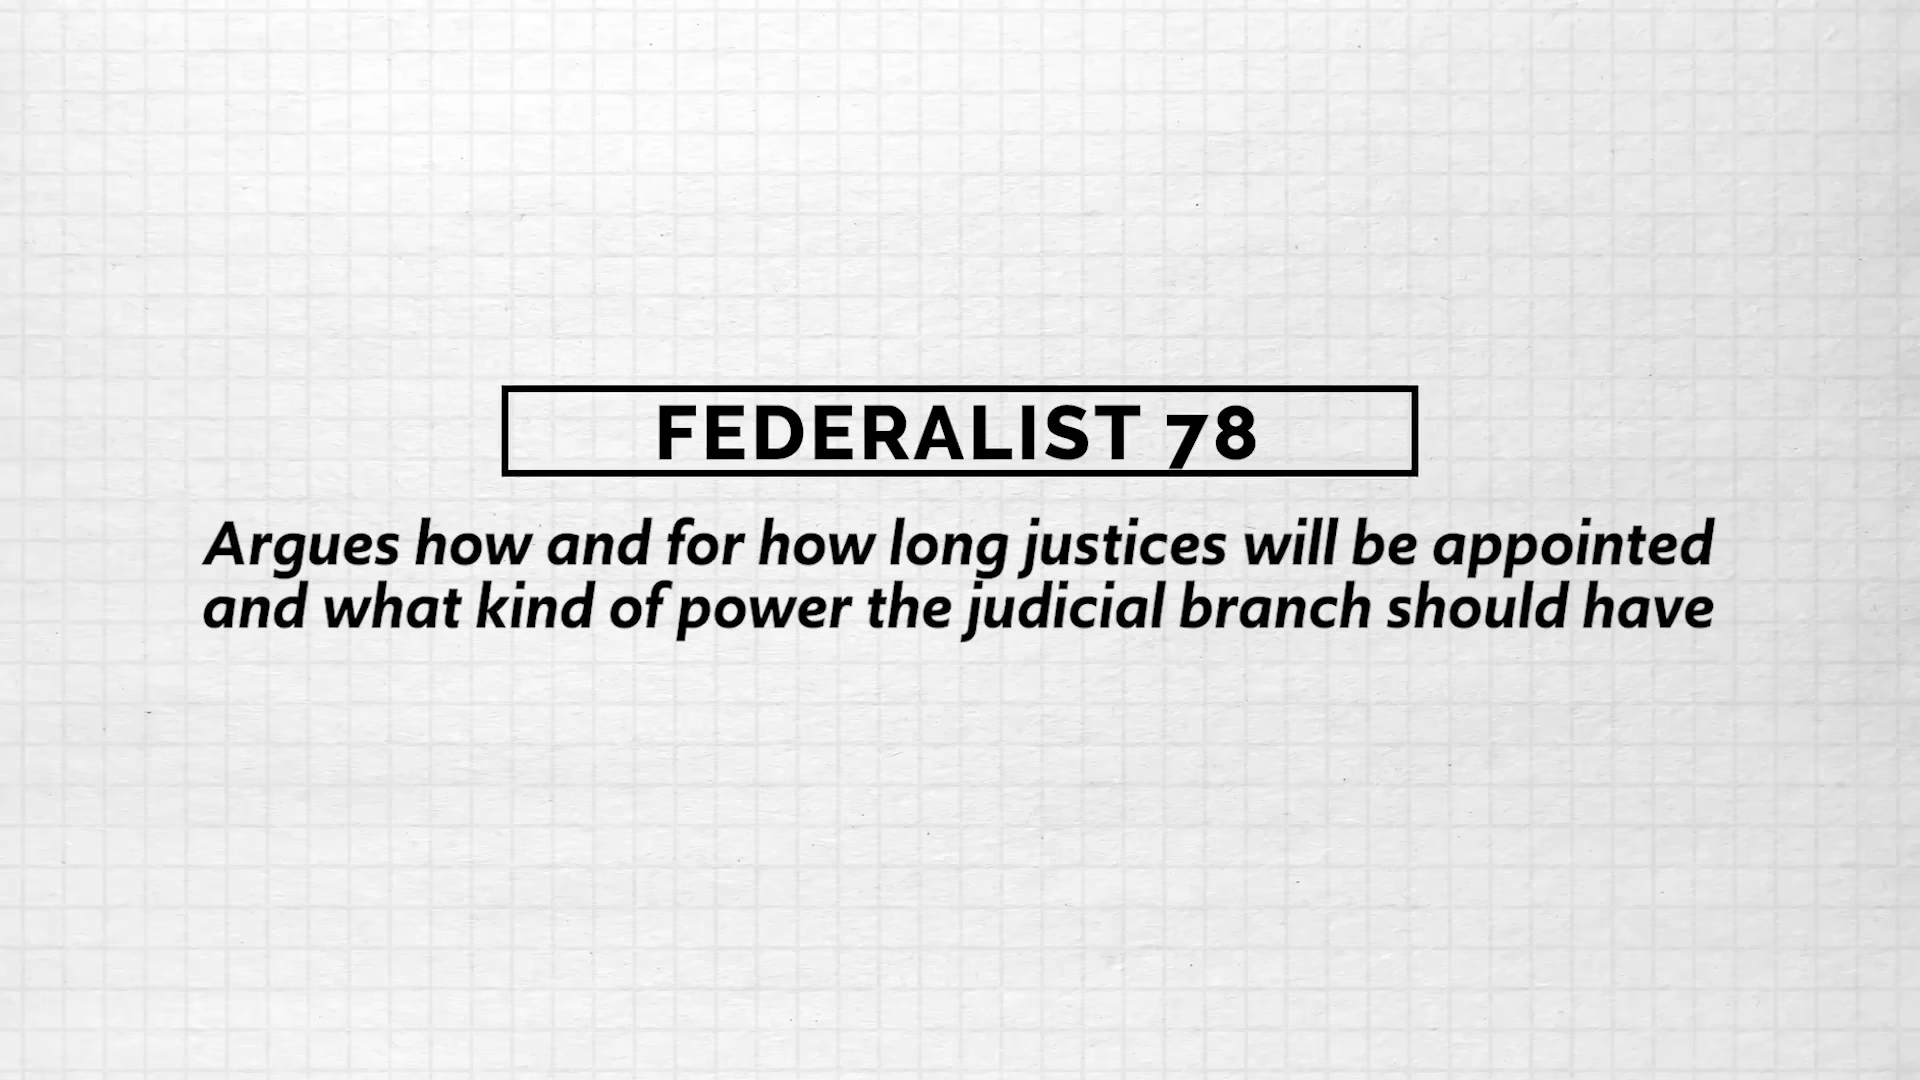 FEDERALIST 78
Argues how and for how long justices will be appointed
and what kind of power the judicial branch should have